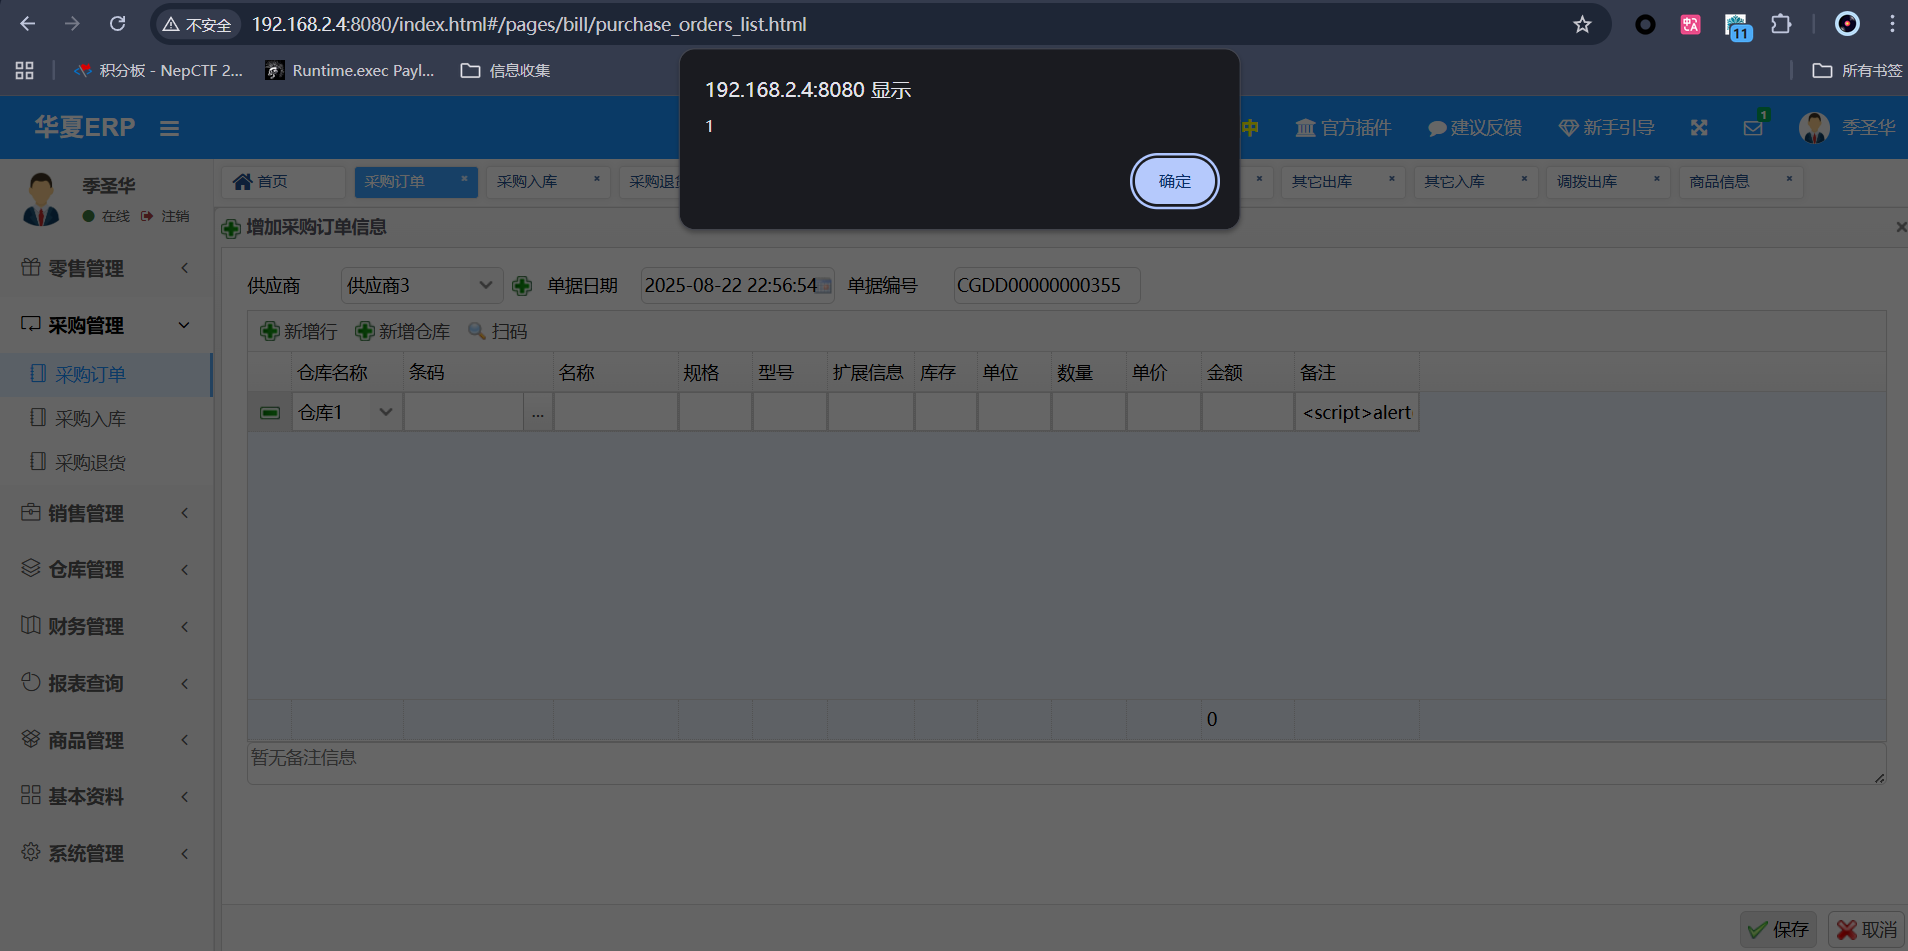 不安全
192.168.2.4:8080/index.html#/pages/bill/purchase_orders_list.html
11
积分板 - NepCTF 2...
Runtime.exec Payl...
信息收集
所有书签
192.168.2.4:8080 显示
1
确定
华夏ERP
中
官方插件
建议反馈
新手引导
1
季圣华
季圣华
在线
注销
首页
采购订单
采购入库
采购退
其它出库
其它入库
调拨出库
商品信息
零售管理
采购管理
采购订单
采购入库
采购退货
销售管理
仓库管理
财务管理
报表查询
商品管理
基本资料
系统管理
增加采购订单信息
供应商
供应商3
单据日期
2025-08-22 22:56:54
单据编号
CGDD00000000355
新增行
新增仓库
扫码
仓库名称 条码 名称 规格 型号 扩展信息 库存 单位 数量 单价 金额 备注
仓库1 ... <script>alert
0
暂无备注信息
保存
取消